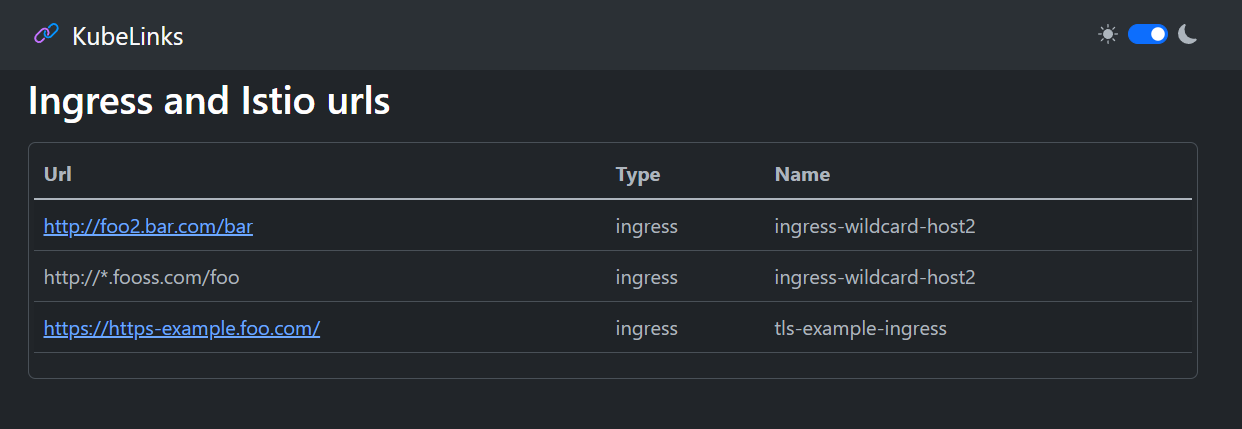 KubeLinks
Ingress and Istio urls
Url Type Name
http://foo2.bar.com/bar ingress ingress-wildcard-host2
http://*.fooss.com/foo ingress ingress-wildcard-host2
https://https-example.foo.com/ ingress tls-example-ingress